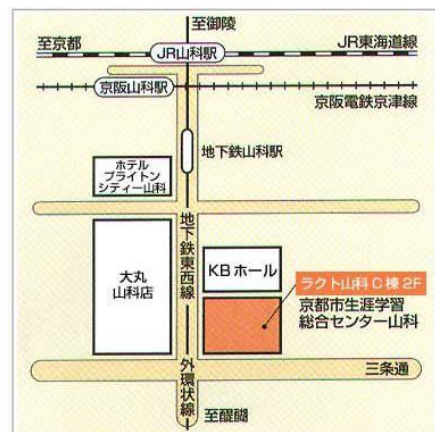 至御陵
至京都
JR山科駅
JR東海道線
京阪山科駅
京阪電鉄京津線
地下鉄山科駅
ホテル
ブライトン
シティー山科
地下鉄東西線
大丸
山科店
KBホール
ラクト山科C棟2F
京都市生涯学習
総合センター山科
三条通
外環状線
至醍醐